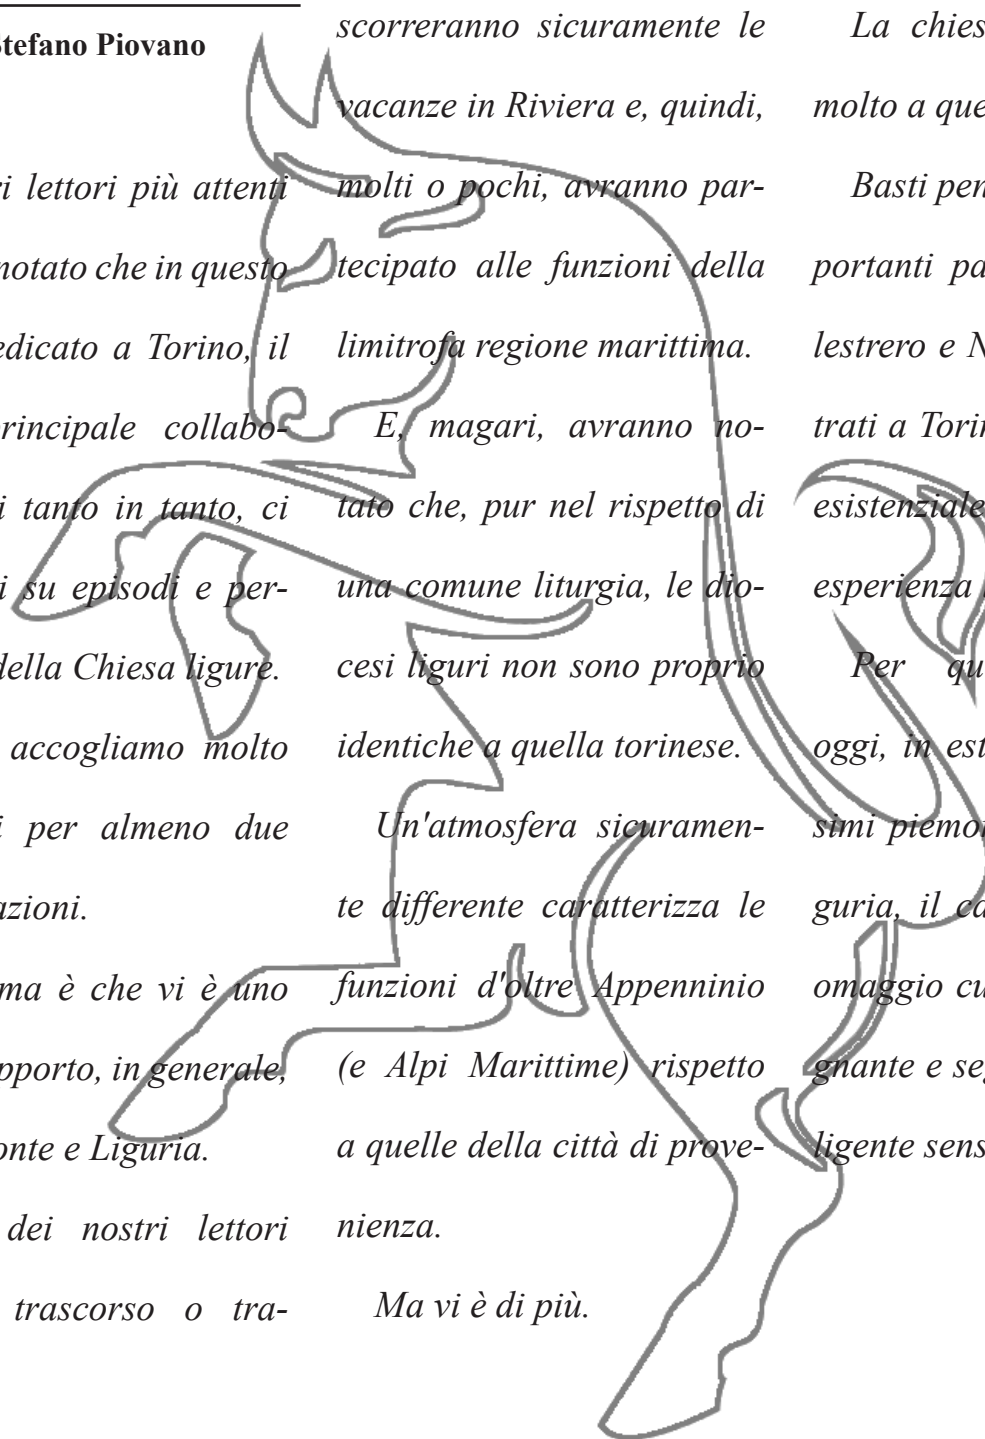 Stefano Piovano
ri lettori più attenti
notato che in questo
edicato a Torino, il
principale collabo-
i tanto in tanto, ci
i su episodi e per-
della Chiesa ligure.
accogliamo molto
i per almeno due
azioni.
ma è che vi è uno
pporto, in generale,
onte e Liguria.
dei nostri lettori
trascorso o tra-
scorreranno sicuramente le
vacanze in Riviera e, quindi,
molti o pochi, avranno par-
tecipato alle funzioni della
limitrofa regione marittima.
E, magari, avranno no-
tato che, pur nel rispetto di
una comune liturgia, le dio-
cesi liguri non sono proprio
identiche a quella torinese.
Un'atmosfera sicuramen-
te differente caratterizza le
funzioni d'oltre Appenninio
(e Alpi Marittime) rispetto
a quelle della città di prove-
nienza.
Ma vi è di più.
La chies
molto a que
Basti pen
portanti pa
lestrero e N
trati a Torin
esistenziale
esperienza
Per qu
oggi, in est
simi piemon
guria, il ca
omaggio cu
gnante e seg
ligente sens